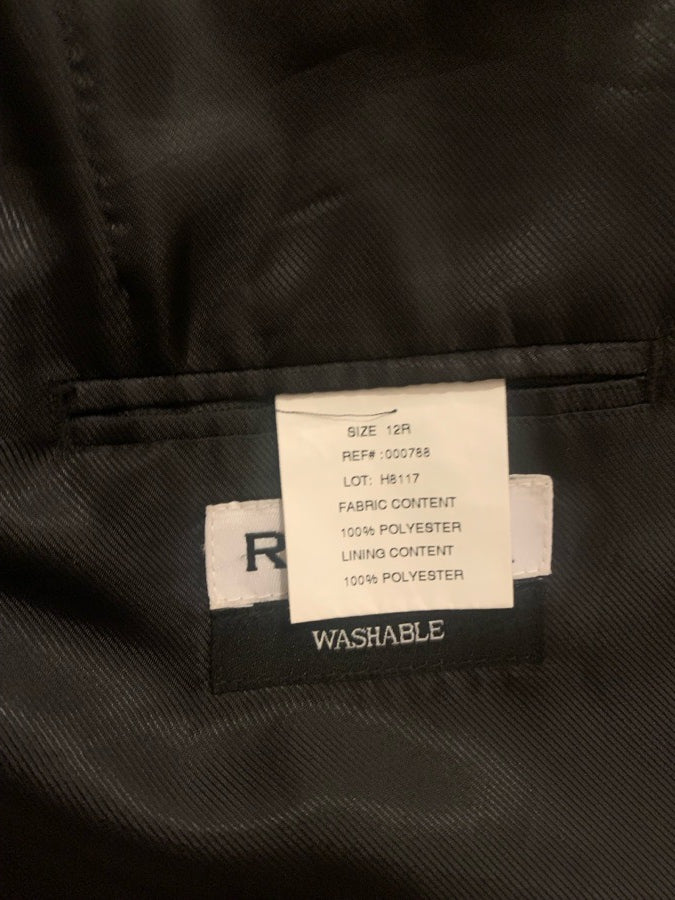 SIZE 12R
REF# :000788
LOT: H8117
FABRIC CONTENT
100% POLYESTER
LINING CONTENT
100% POLYESTER
R
WASHABLE